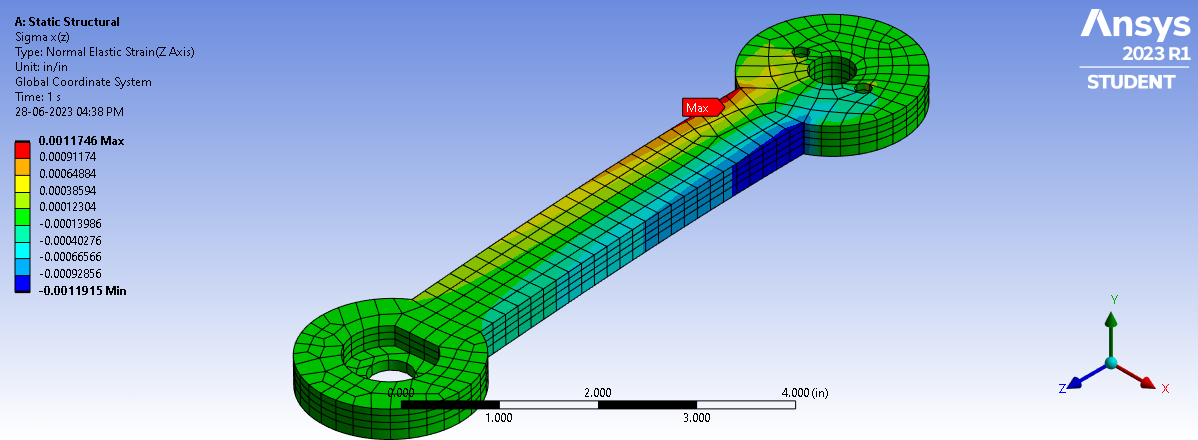 A: Static Structural
Sigma x(z)
Type: Normal Elastic Strain(Z Axis)
Unit: in/in
Global Coordinate System
Time: 1 s
28-06-2023 04:38 PM
0.0011746 Max
0.00091174
0.00064884
0.00038594
0.00012304
-0.00013986
-0.00040276
-0.00066566
-0.00092856
-0.0011915 Min
Max
Ansys
2023 R1
STUDENT
0.000 2.000 4.000 (in)
1.000 3.000
Y
Z X